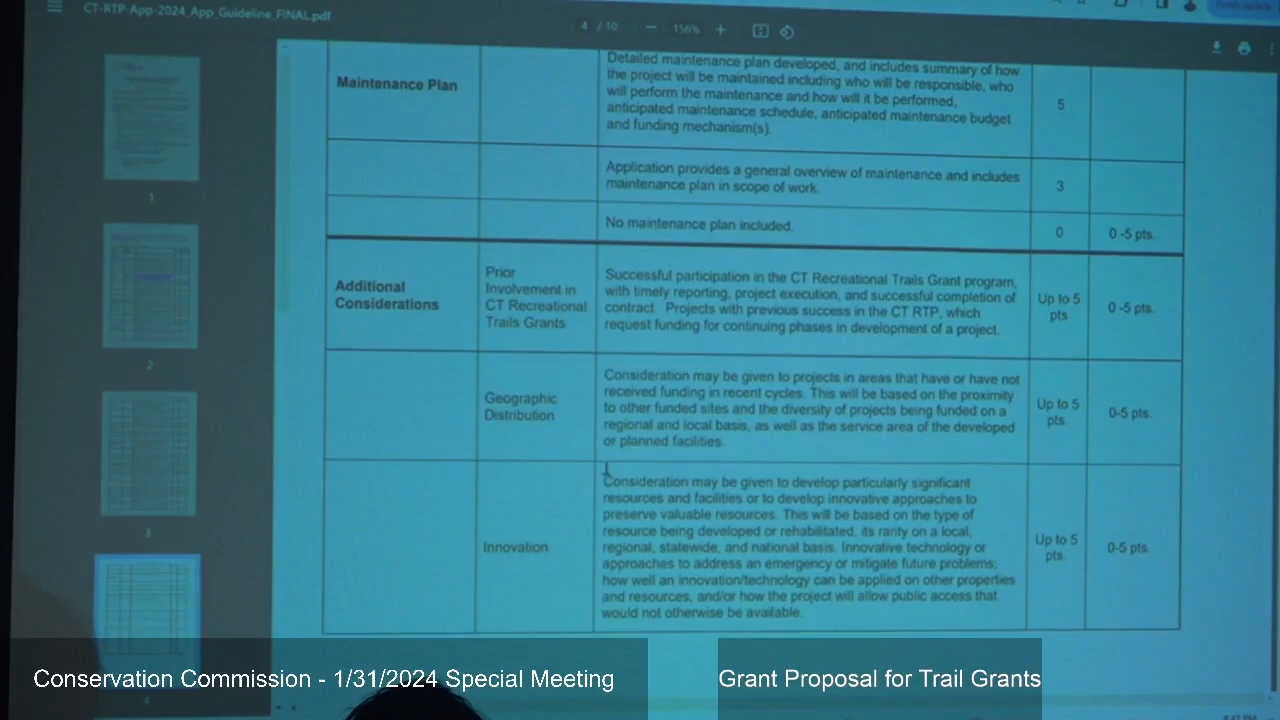 CT-RTP-App-2024_App_Guideline_FINAL.pdf
4 / 10
156%
Finish update
Maintenance Plan
Detailed maintenance plan developed, and includes summary of how
the project will be maintained including who will be responsible, who
will perform the maintenance and how will it be performed,
anticipated maintenance schedule, anticipated maintenance budget
and funding mechanism(s).
5
Application provides a general overview of maintenance and includes
maintenance plan in scope of work.
3
No maintenance plan included.
0
0 -5 pts.
Additional
Considerations
Prior
Involvement in
CT Recreational
Trails Grants
Successful participation in the CT Recreational Trails Grant program,
with timely reporting, project execution, and successful completion of
contract Projects with previous success in the CT RTP, which
request funding for continuing phases in development of a project.
Up to 5
pts
0 -5 pts.
Geographic
Distribution
Consideration may be given to projects in areas that have or have not
received funding in recent cycles. This will be based on the proximity
to other funded sites and the diversity of projects being funded on a
regional and local basis, as well as the service area of the developed
or planned facilities.
Up to 5
pts.
0-5 pts.
Innovation
Consideration may be given to develop particularly significant
resources and facilities or to develop innovative approaches to
preserve valuable resources. This will be based on the type of
resource being developed or rehabilitated, its rarity on a local,
regional, statewide, and national basis. Innovative technology or
approaches to address an emergency or mitigate future problems;
how well an innovation/technology can be applied on other properties
and resources, and/or how the project will allow public access that
would not otherwise be available.
Up to 5
pts.
0-5 pts.
1
2
3
4
Conservation Commission - 1/31/2024 Special Meeting
Grant Proposal for Trail Grants